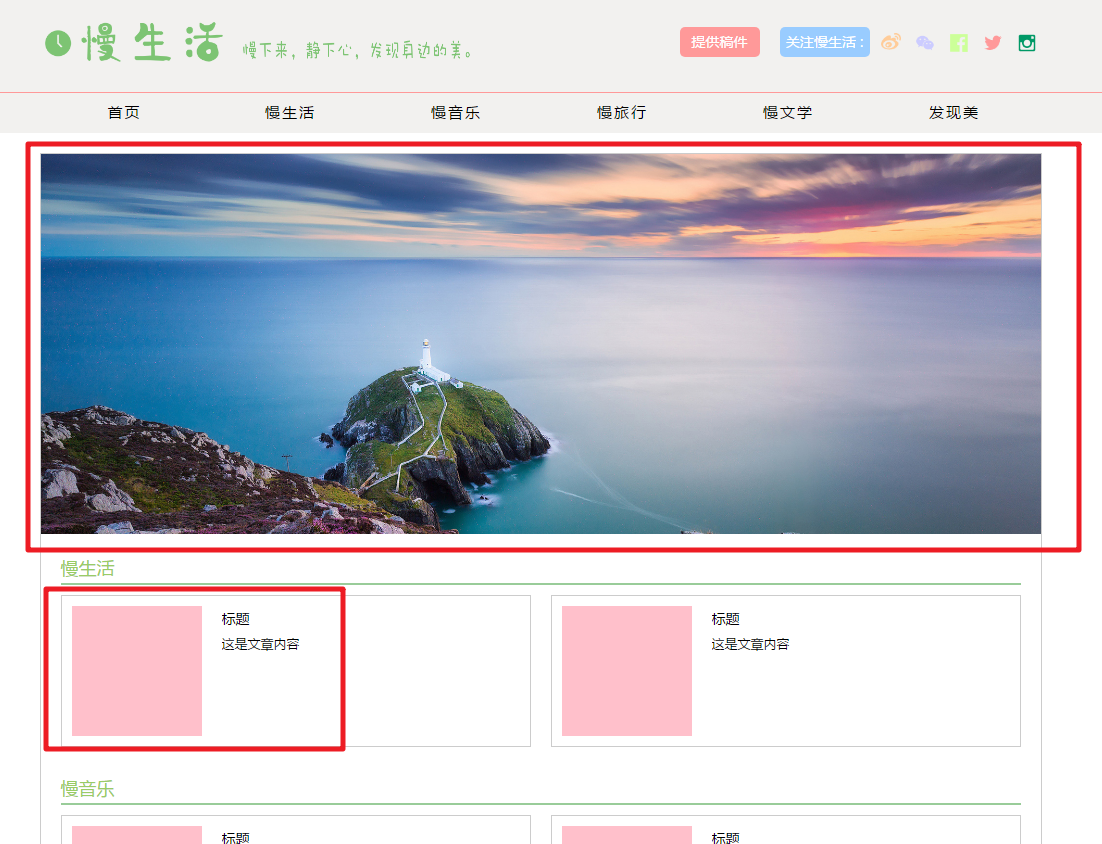 慢生活
慢下来，静下心，发现身边的美。
提供稿件
关注慢生活 :
首页
慢生活
慢音乐
慢旅行
慢文学
发现美
慢生活
标题
这是文章内容
标题
这是文章内容
慢音乐
标题
标题